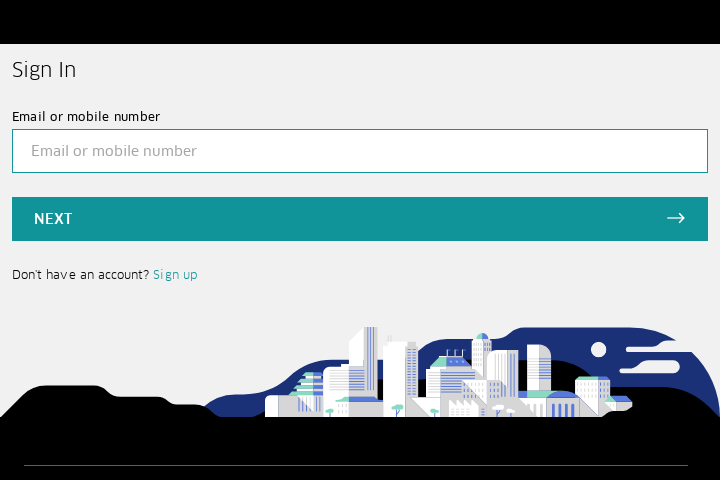 Sign In
Email or mobile number
Email or mobile number
NEXT
Don't have an account? Sign up